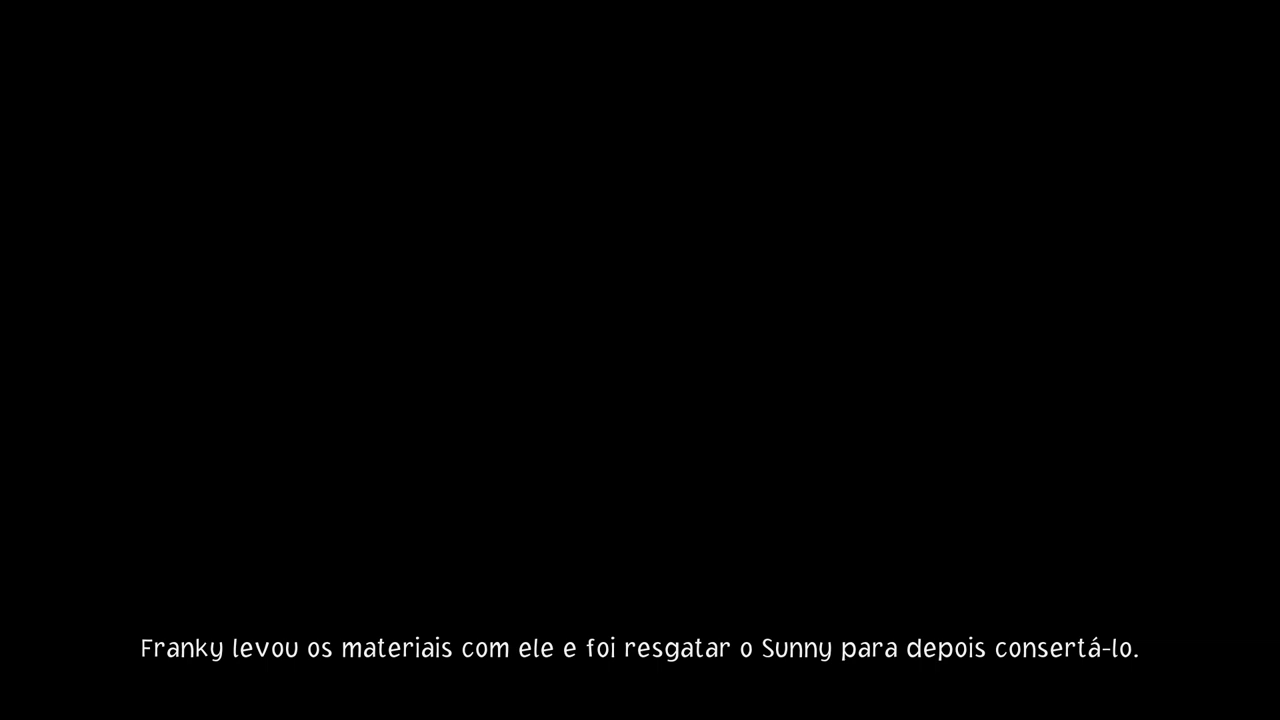 Franky levou os materiais com ele e foi resgatar o Sunny para depois consertá-lo.